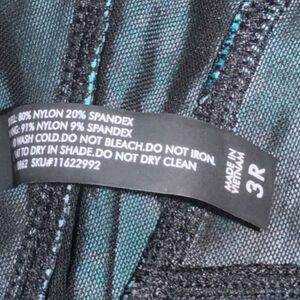 80% NYLON 20% SPANDEX
91% NYLON 9% SPANDEX
WASH COLD.DO NOT BLEACH.DO NOT IRON.
TO DRY IN SHADE.DO NOT DRY CLEAN
SKU#11622992
MADE IN
VIETNAM
3R